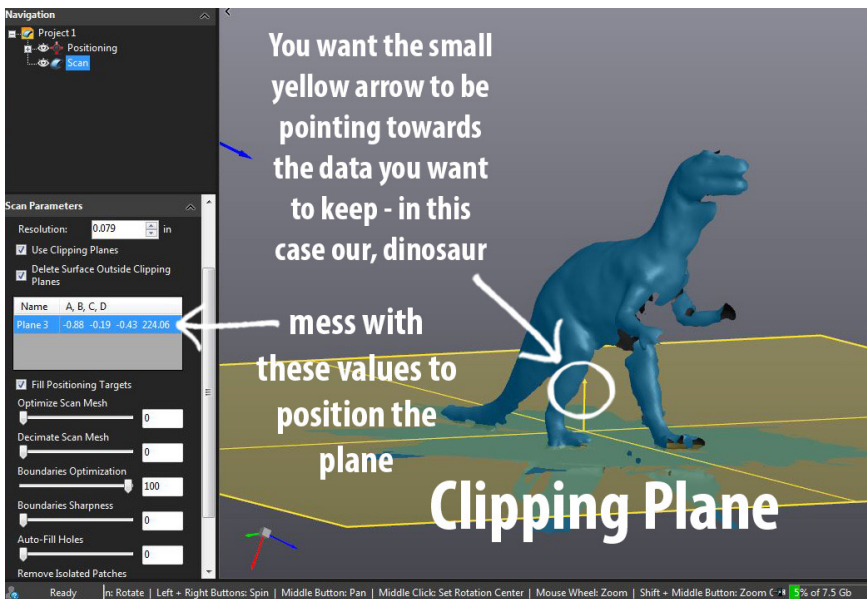 Navigation
Project 1
Positioning
Scan
Scan Parameters
Resolution:
0.079
in
Use Clipping Planes
Delete Surface Outside Clipping
Planes
Name
A, B, C, D
Plane 3
-0.88 -0.19 -0.43 224.06
Fill Positioning Targets
Optimize Scan Mesh
0
Decimate Scan Mesh
0
Boundaries Optimization
100
Boundaries Sharpness
0
Auto-Fill Holes
0
Remove Isolated Patches
You want the small
yellow arrow to be
pointing towards
the data you want
to keep - in this
case our, dinosaur
mess with
these values to
position the
plane
Clipping Plane
Ready
n: Rotate | Left + Right Buttons: Spin | Middle Button: Pan | Middle Click: Set Rotation Center | Mouse Wheel: Zoom | Shift + Middle Button: Zoom
5% of 7.5 Gb